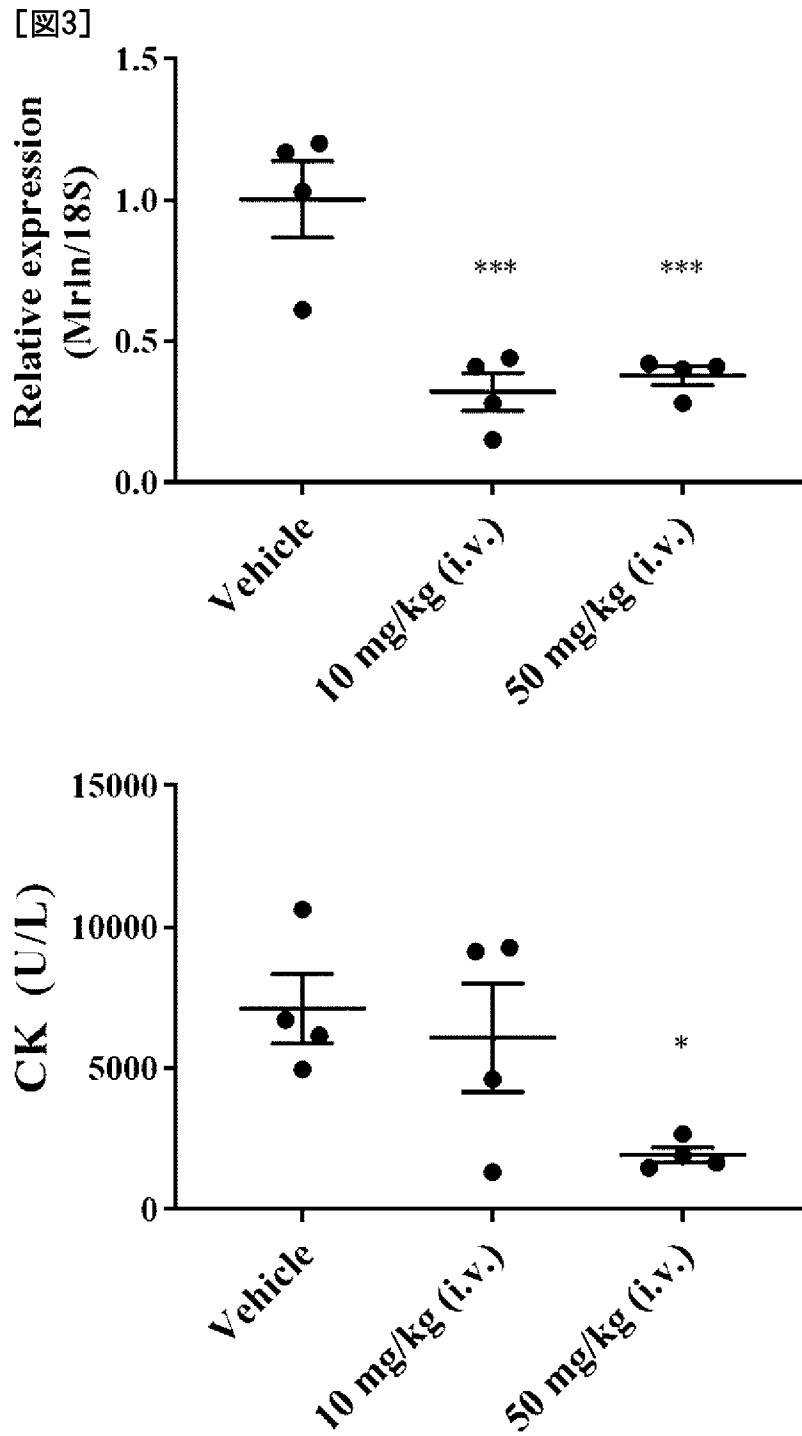 [図3]
Relative expression
(Mrln/18S)
1.5
1.0
0.5
0.0
***
***
Vehicle
10 mg/kg (i.v.)
50 mg/kg (i.v.)
CK (U/L)
15000
10000
5000
0
*
Vehicle
10 mg/kg (i.v.)
50 mg/kg (i.v.)